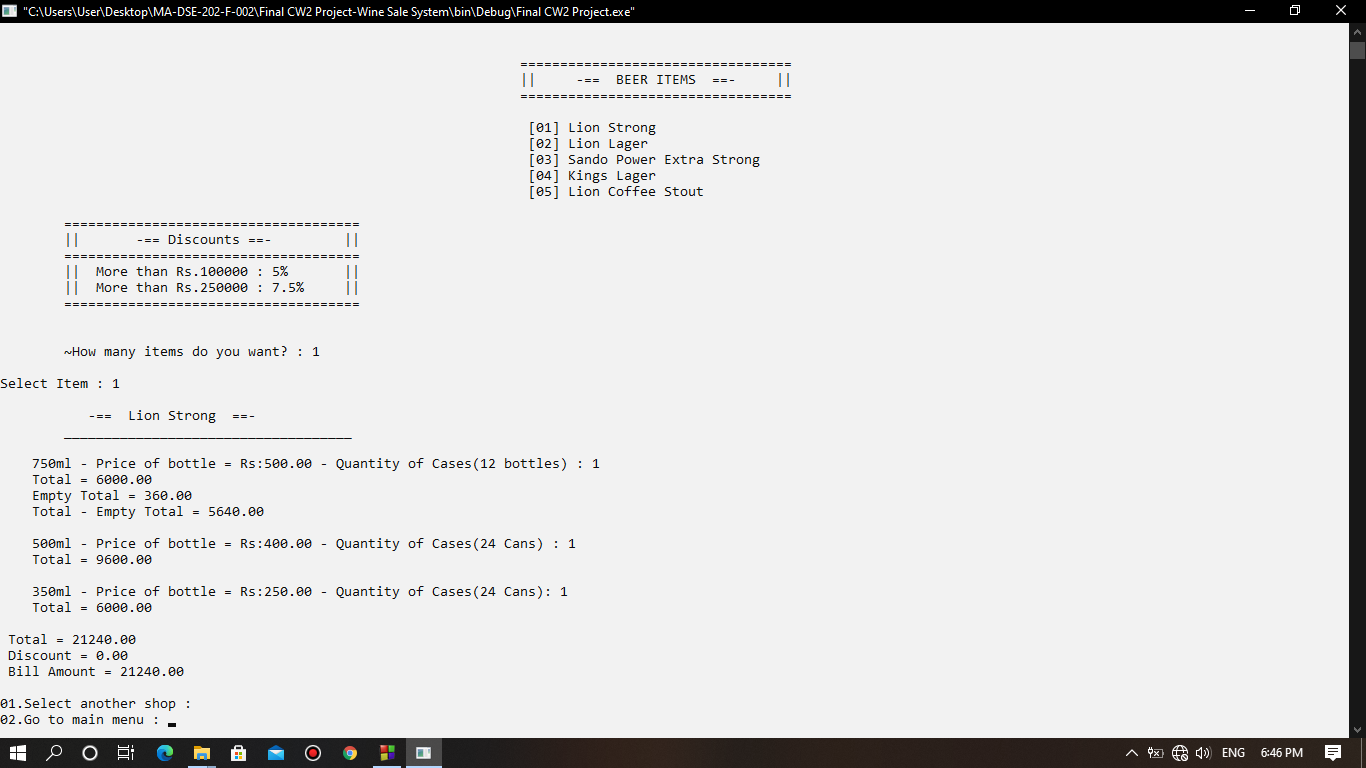 "C:\Users\User\Desktop\MA-DSE-202-F-002\Final CW2 Project-Wine Sale System\bin\Debug\Final CW2 Project.exe"
==================================
||     -==  BEER ITEMS  ==-     ||
==================================
[01] Lion Strong
[02] Lion Lager
[03] Sando Power Extra Strong
[04] Kings Lager
[05] Lion Coffee Stout
=====================================
||       -== Discounts ==-         ||
=====================================
||  More than Rs.100000 : 5%       ||
||  More than Rs.250000 : 7.5%     ||
=====================================
~How many items do you want? : 1
Select Item : 1
-==  Lion Strong  ==-
____________________________________
750ml - Price of bottle = Rs:500.00 - Quantity of Cases(12 bottles) : 1
Total = 6000.00
Empty Total = 360.00
Total - Empty Total = 5640.00
500ml - Price of bottle = Rs:400.00 - Quantity of Cases(24 Cans) : 1
Total = 9600.00
350ml - Price of bottle = Rs:250.00 - Quantity of Cases(24 Cans): 1
Total = 6000.00
Total = 21240.00
Discount = 0.00
Bill Amount = 21240.00
01.Select another shop :
02.Go to main menu :
ENG
6:46 PM